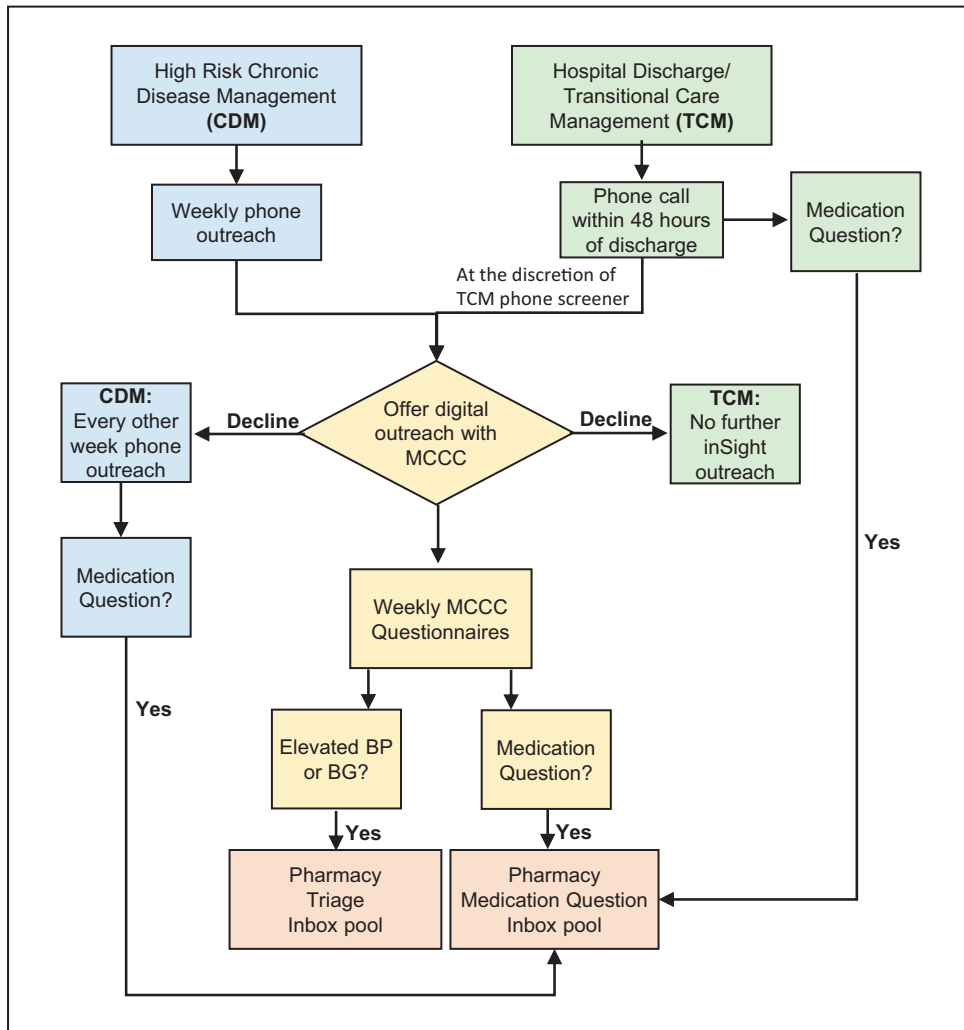 High Risk Chronic
Disease Management
(CDM)
Hospital Discharge/
Transitional Care
Management (TCM)
Weekly phone
outreach
Phone call
within 48 hours
of discharge
Medication
Question?
At the discretion of
TCM phone screener
CDM:
Every other
week phone
outreach
Decline
Offer digital
outreach with
MCCC
Decline
TCM:
No further
inSight
outreach
Yes
Medication
Question?
Weekly MCCC
Questionnaires
Yes
Elevated BP
or BG?
Medication
Question?
Yes
Yes
Pharmacy
Triage
Inbox pool
Pharmacy
Medication Question
Inbox pool